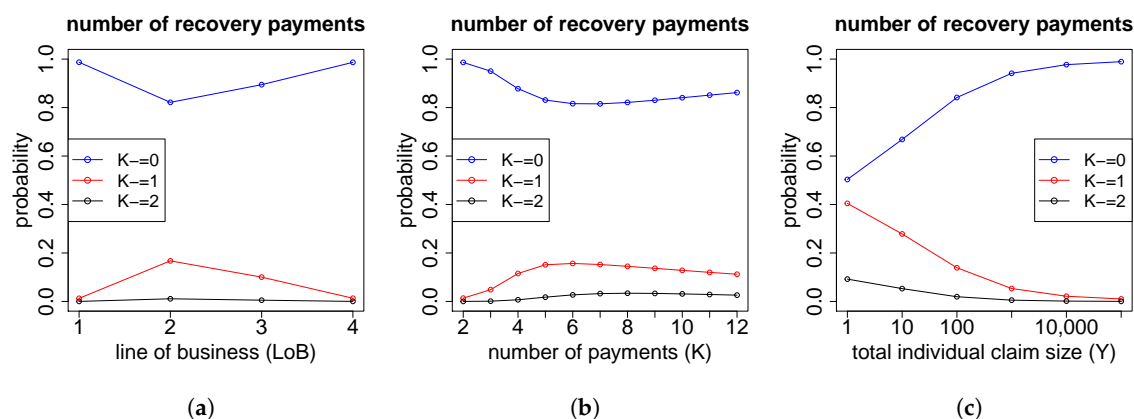 number of recovery payments
probability
0.0 0.2 0.4 0.6 0.8 1.0
K-=0
K-=1
K-=2
1 2 3 4
line of business (LoB)
(a)
number of recovery payments
probability
0.0 0.2 0.4 0.6 0.8 1.0
K-=0
K-=1
K-=2
2 4 6 8 10 12
number of payments (K)
(b)
number of recovery payments
probability
0.0 0.2 0.4 0.6 0.8 1.0
K-=0
K-=1
K-=2
1 10 100 10,000
total individual claim size (Y)
(c)